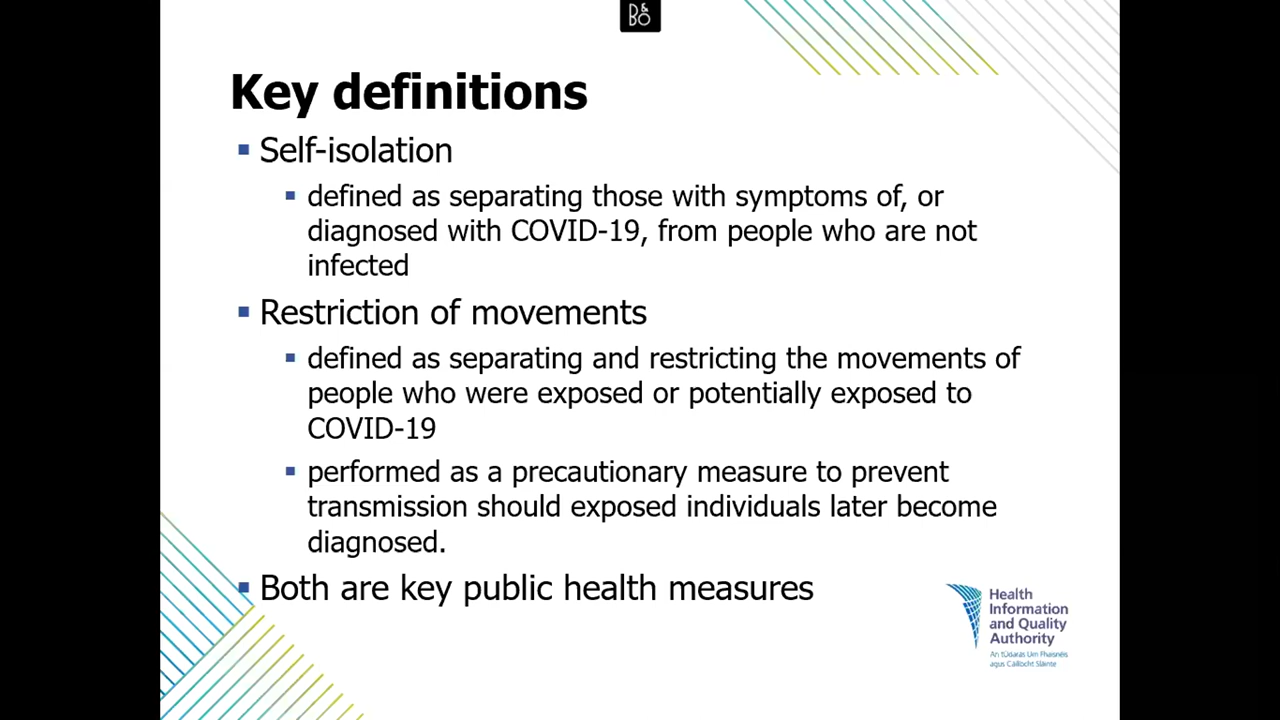 B&O
Key definitions
Self-isolation
defined as separating those with symptoms of, or
diagnosed with COVID-19, from people who are not
infected
Restriction of movements
defined as separating and restricting the movements of
people who were exposed or potentially exposed to
COVID-19
performed as a precautionary measure to prevent
transmission should exposed individuals later become
diagnosed.
Both are key public health measures
Health
Information
and Quality
Authority
An tÚdarás Um Fhaisnéis
agus Cáilíocht Sláinte